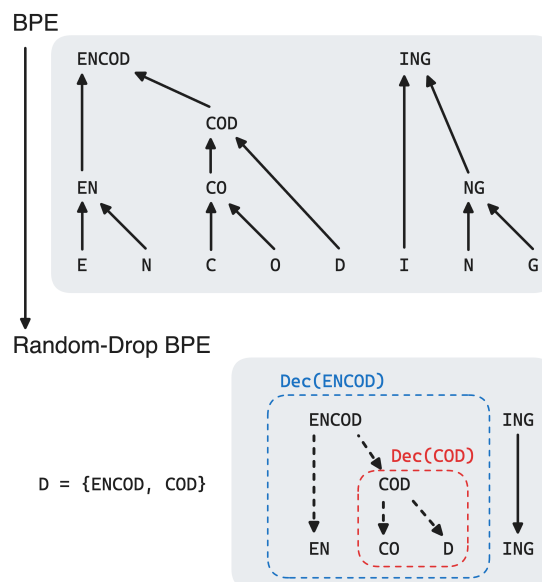 BPE
ENCOD ING
COD
EN CO NG
E N C O D I N G
Random-Drop BPE
Dec(ENCOD)
ENCOD ING
Dec(COD)
D = {ENCOD, COD} COD
EN CO D ING